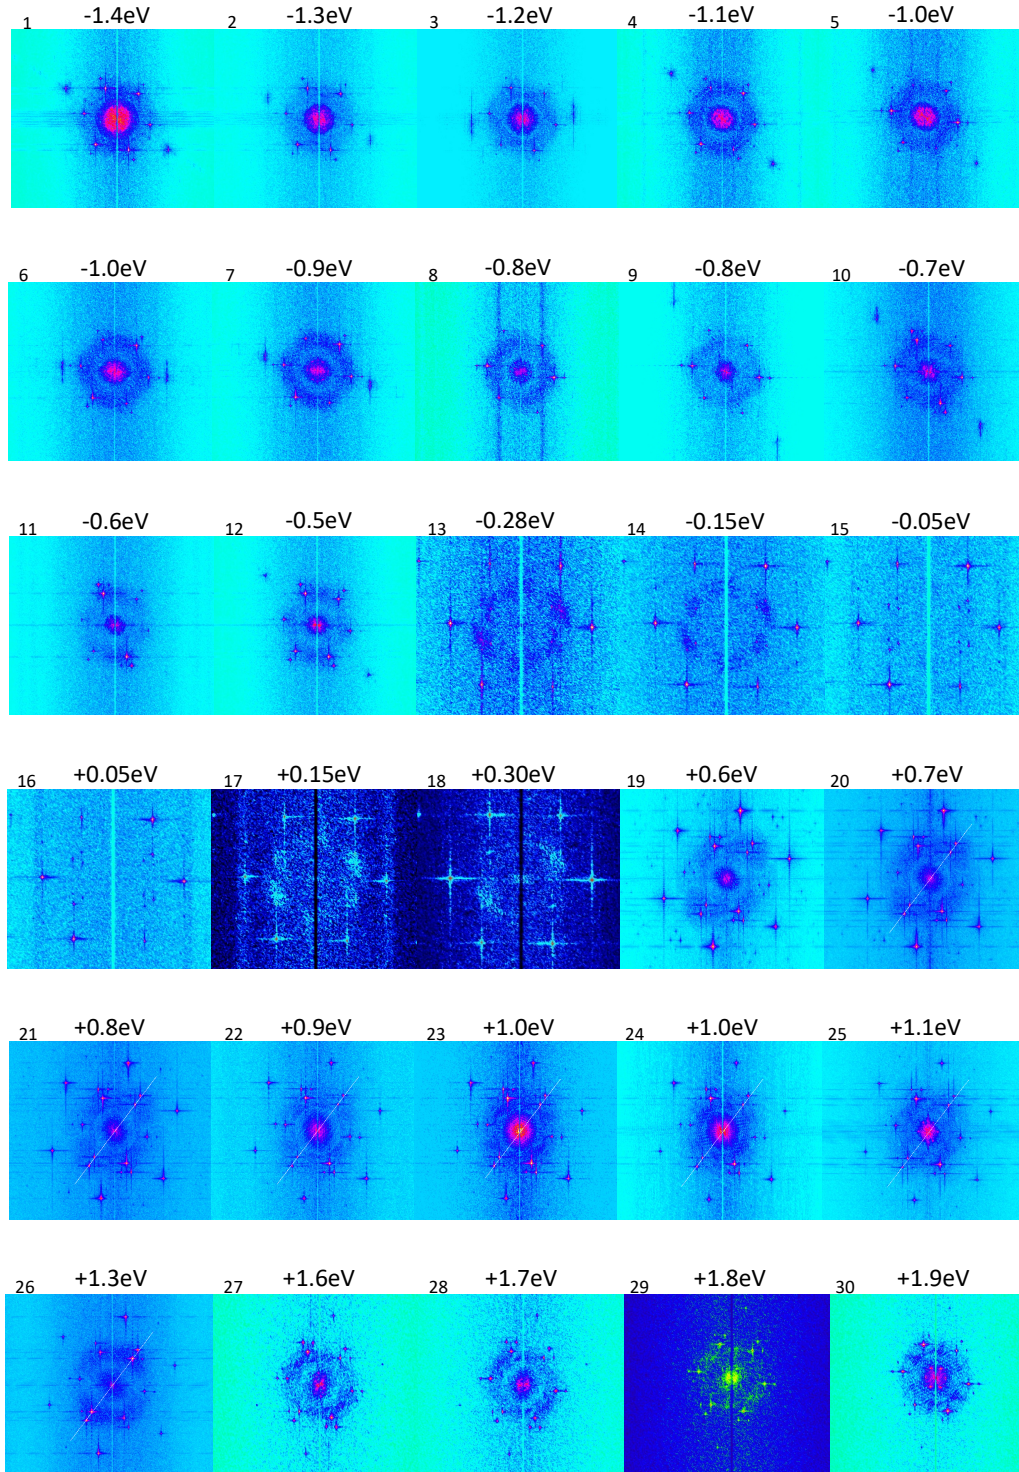 1 -1.4eV 2 -1.3eV 3 -1.2eV 4 -1.1eV 5 -1.0eV
6 -1.0eV 7 -0.9eV 8 -0.8eV 9 -0.8eV 10 -0.7eV
11 -0.6eV 12 -0.5eV 13 -0.28eV 14 -0.15eV 15 -0.05eV
16 +0.05eV 17 +0.15eV 18 +0.30eV 19 +0.6eV 20 +0.7eV
21 +0.8eV 22 +0.9eV 23 +1.0eV 24 +1.0eV 25 +1.1eV
26 +1.3eV 27 +1.6eV 28 +1.7eV 29 +1.8eV 30 +1.9eV